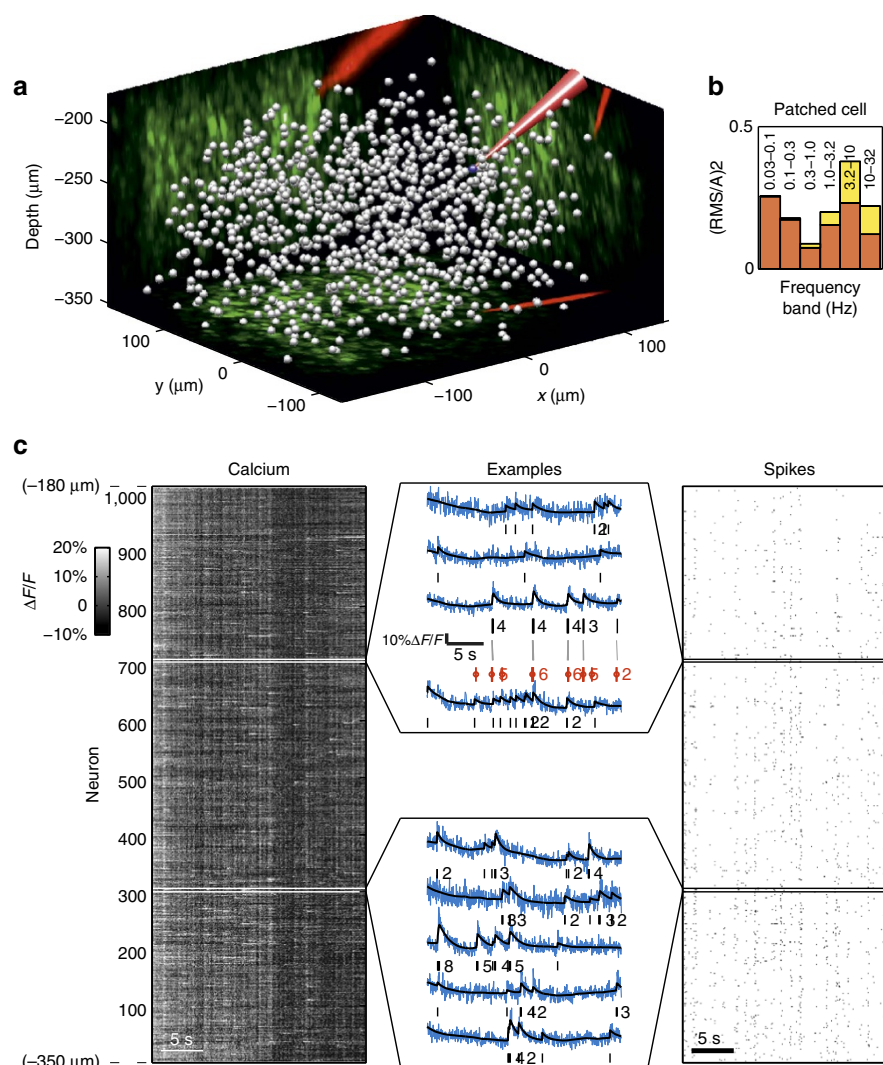 a
−200
−250
−300
−350
Depth (μm)
100
0
−100
y (μm)
−100
0
100
x (μm)
b
Patched cell
0.5
0
(RMS/A)2
0.03–0.1
0.1–0.3
0.3–1.0
1.0–3.2
3.2–10
10–32
Frequency
band (Hz)
c
Calcium
Examples
Spikes
(−180 μm)
1,000
900
800
700
600
500
400
300
200
100
(−350 μm)
Neuron
20%
10%
0
−10%
ΔF/F
5 s
2
4 4 4 3
10%ΔF/F
5 s
5 6 6 5 2
2 2 2
2 3 2 4
3 3 2 3 2
8 5 4 5
4 2 3
4 2
5 s